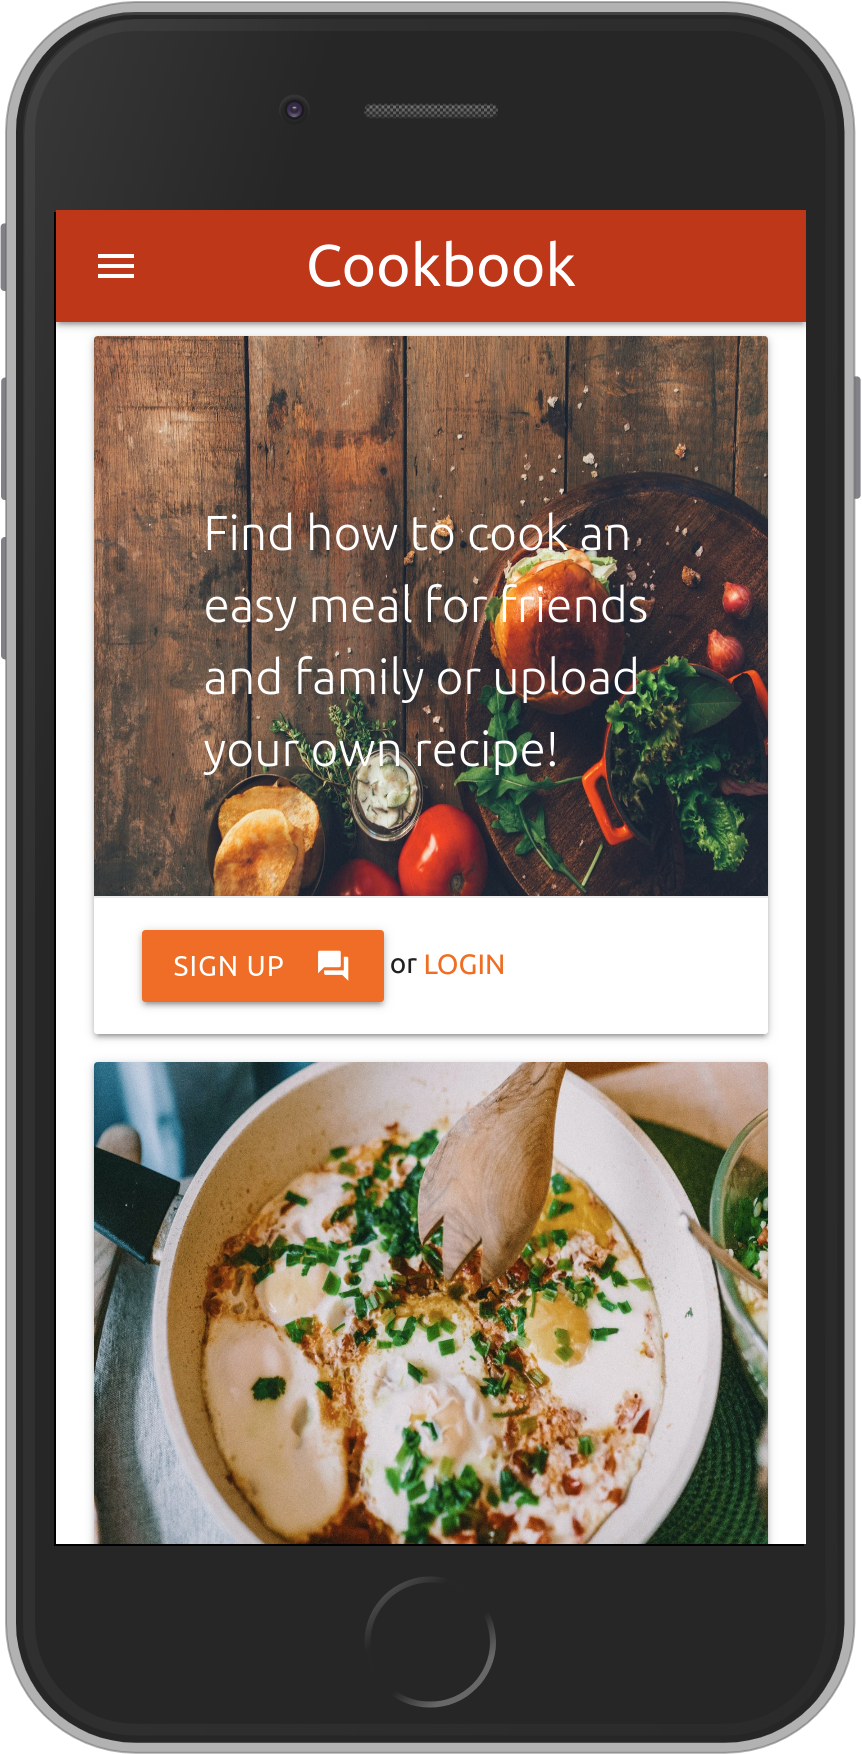 Cookbook
Find how to cook an
easy meal for friends
and family or upload
your own recipe!
SIGN UP or LOGIN